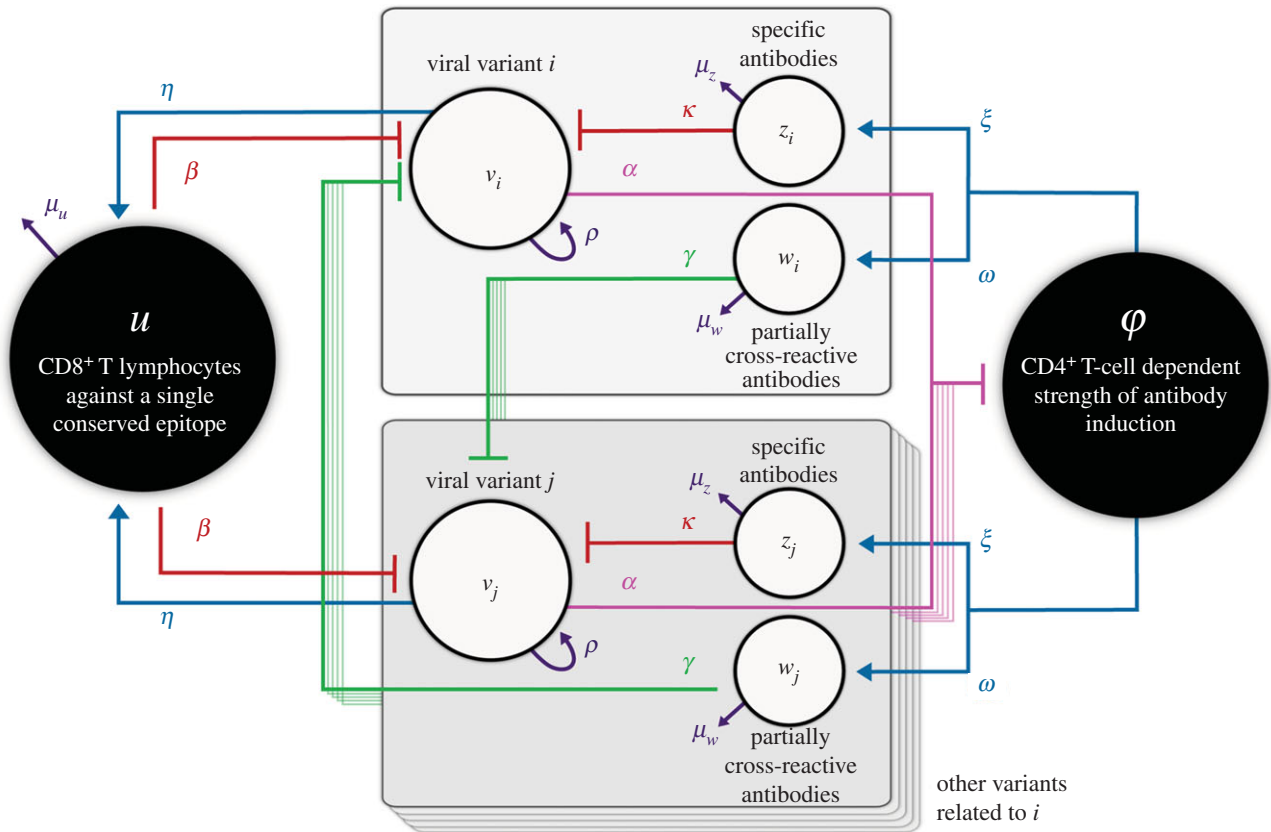 specific
antibodies
viral variant i
μz
η
κ
zi
ξ
β
vi
α
μu
ρ
γ
wi
ω
μw
partially
cross-reactive
antibodies
u
CD8+ T lymphocytes
against a single
conserved epitope
φ
CD4+ T-cell dependent
strength of antibody
induction
specific
antibodies
viral variant j
μz
β
κ
zj
ξ
vj
α
η
ρ
γ
wj
ω
μw
partially
cross-reactive
antibodies
other variants
related to i